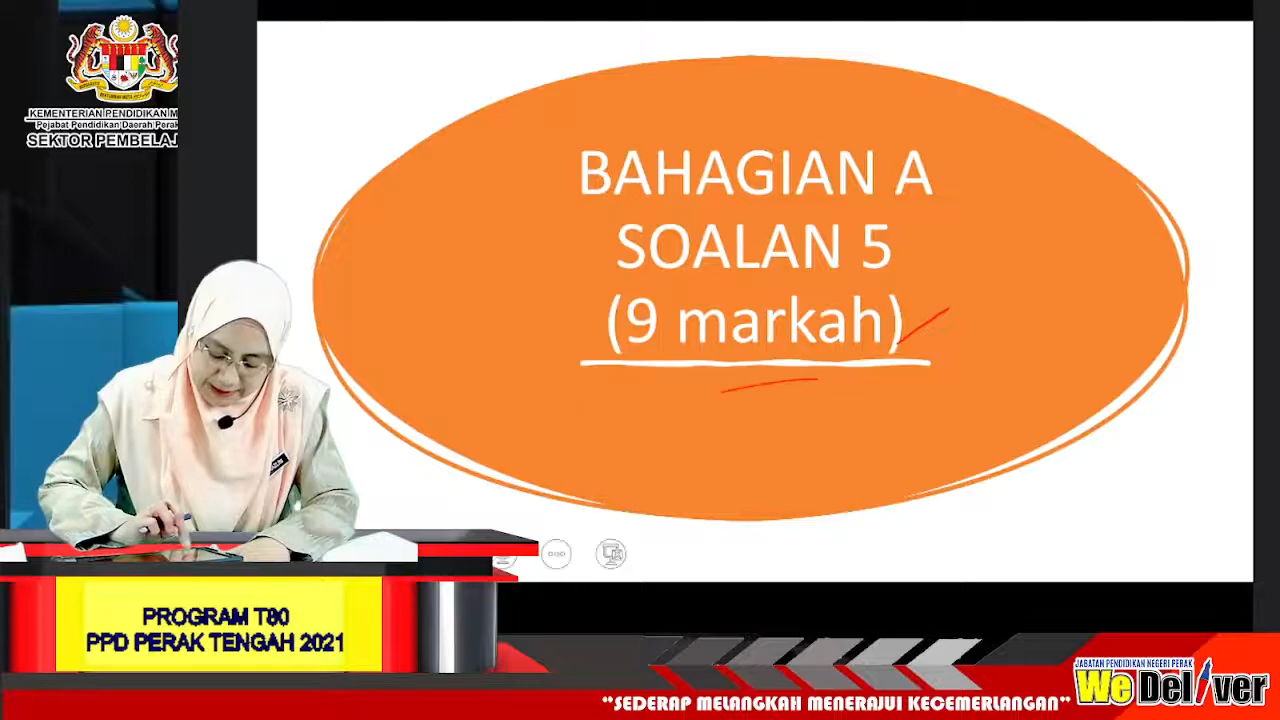 KEMENTERIAN PENDIDIKAN M
Pejabat Pendidikan Daerah Perak
SEKTOR PEMBELAJ
BAHAGIAN A
SOALAN 5
(9 markah)
PROGRAM T80
PPD PERAK TENGAH 2021
JABATAN PENDIDIKAN NEGERI PERAK
We Deliver
"SEDERAP MELANGKAH MENERAJUI KECEMERLANGAN"